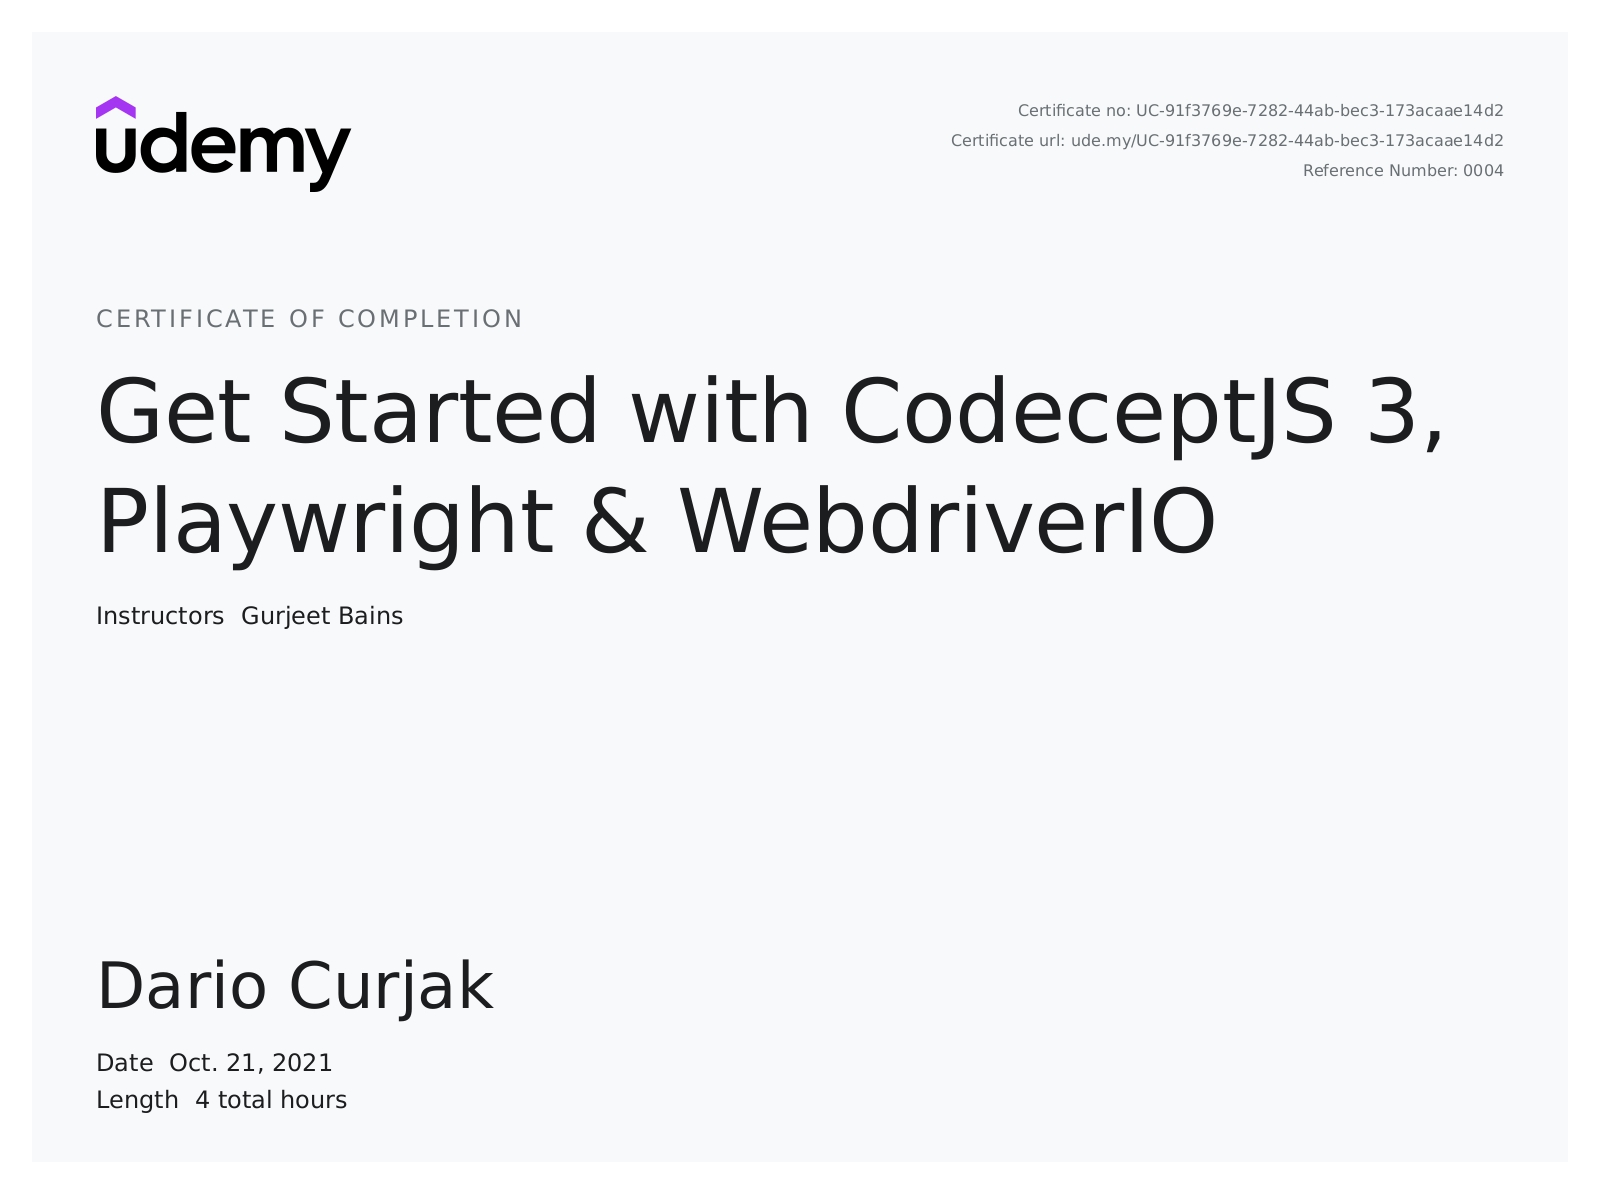 udemy
Certificate no: UC-91f3769e-7282-44ab-bec3-173acaae14d2
Certificate url: ude.my/UC-91f3769e-7282-44ab-bec3-173acaae14d2
Reference Number: 0004
CERTIFICATE OF COMPLETION
Get Started with CodeceptJS 3,
Playwright & WebdriverIO
Instructors Gurjeet Bains
Dario Curjak
Date Oct. 21, 2021
Length 4 total hours